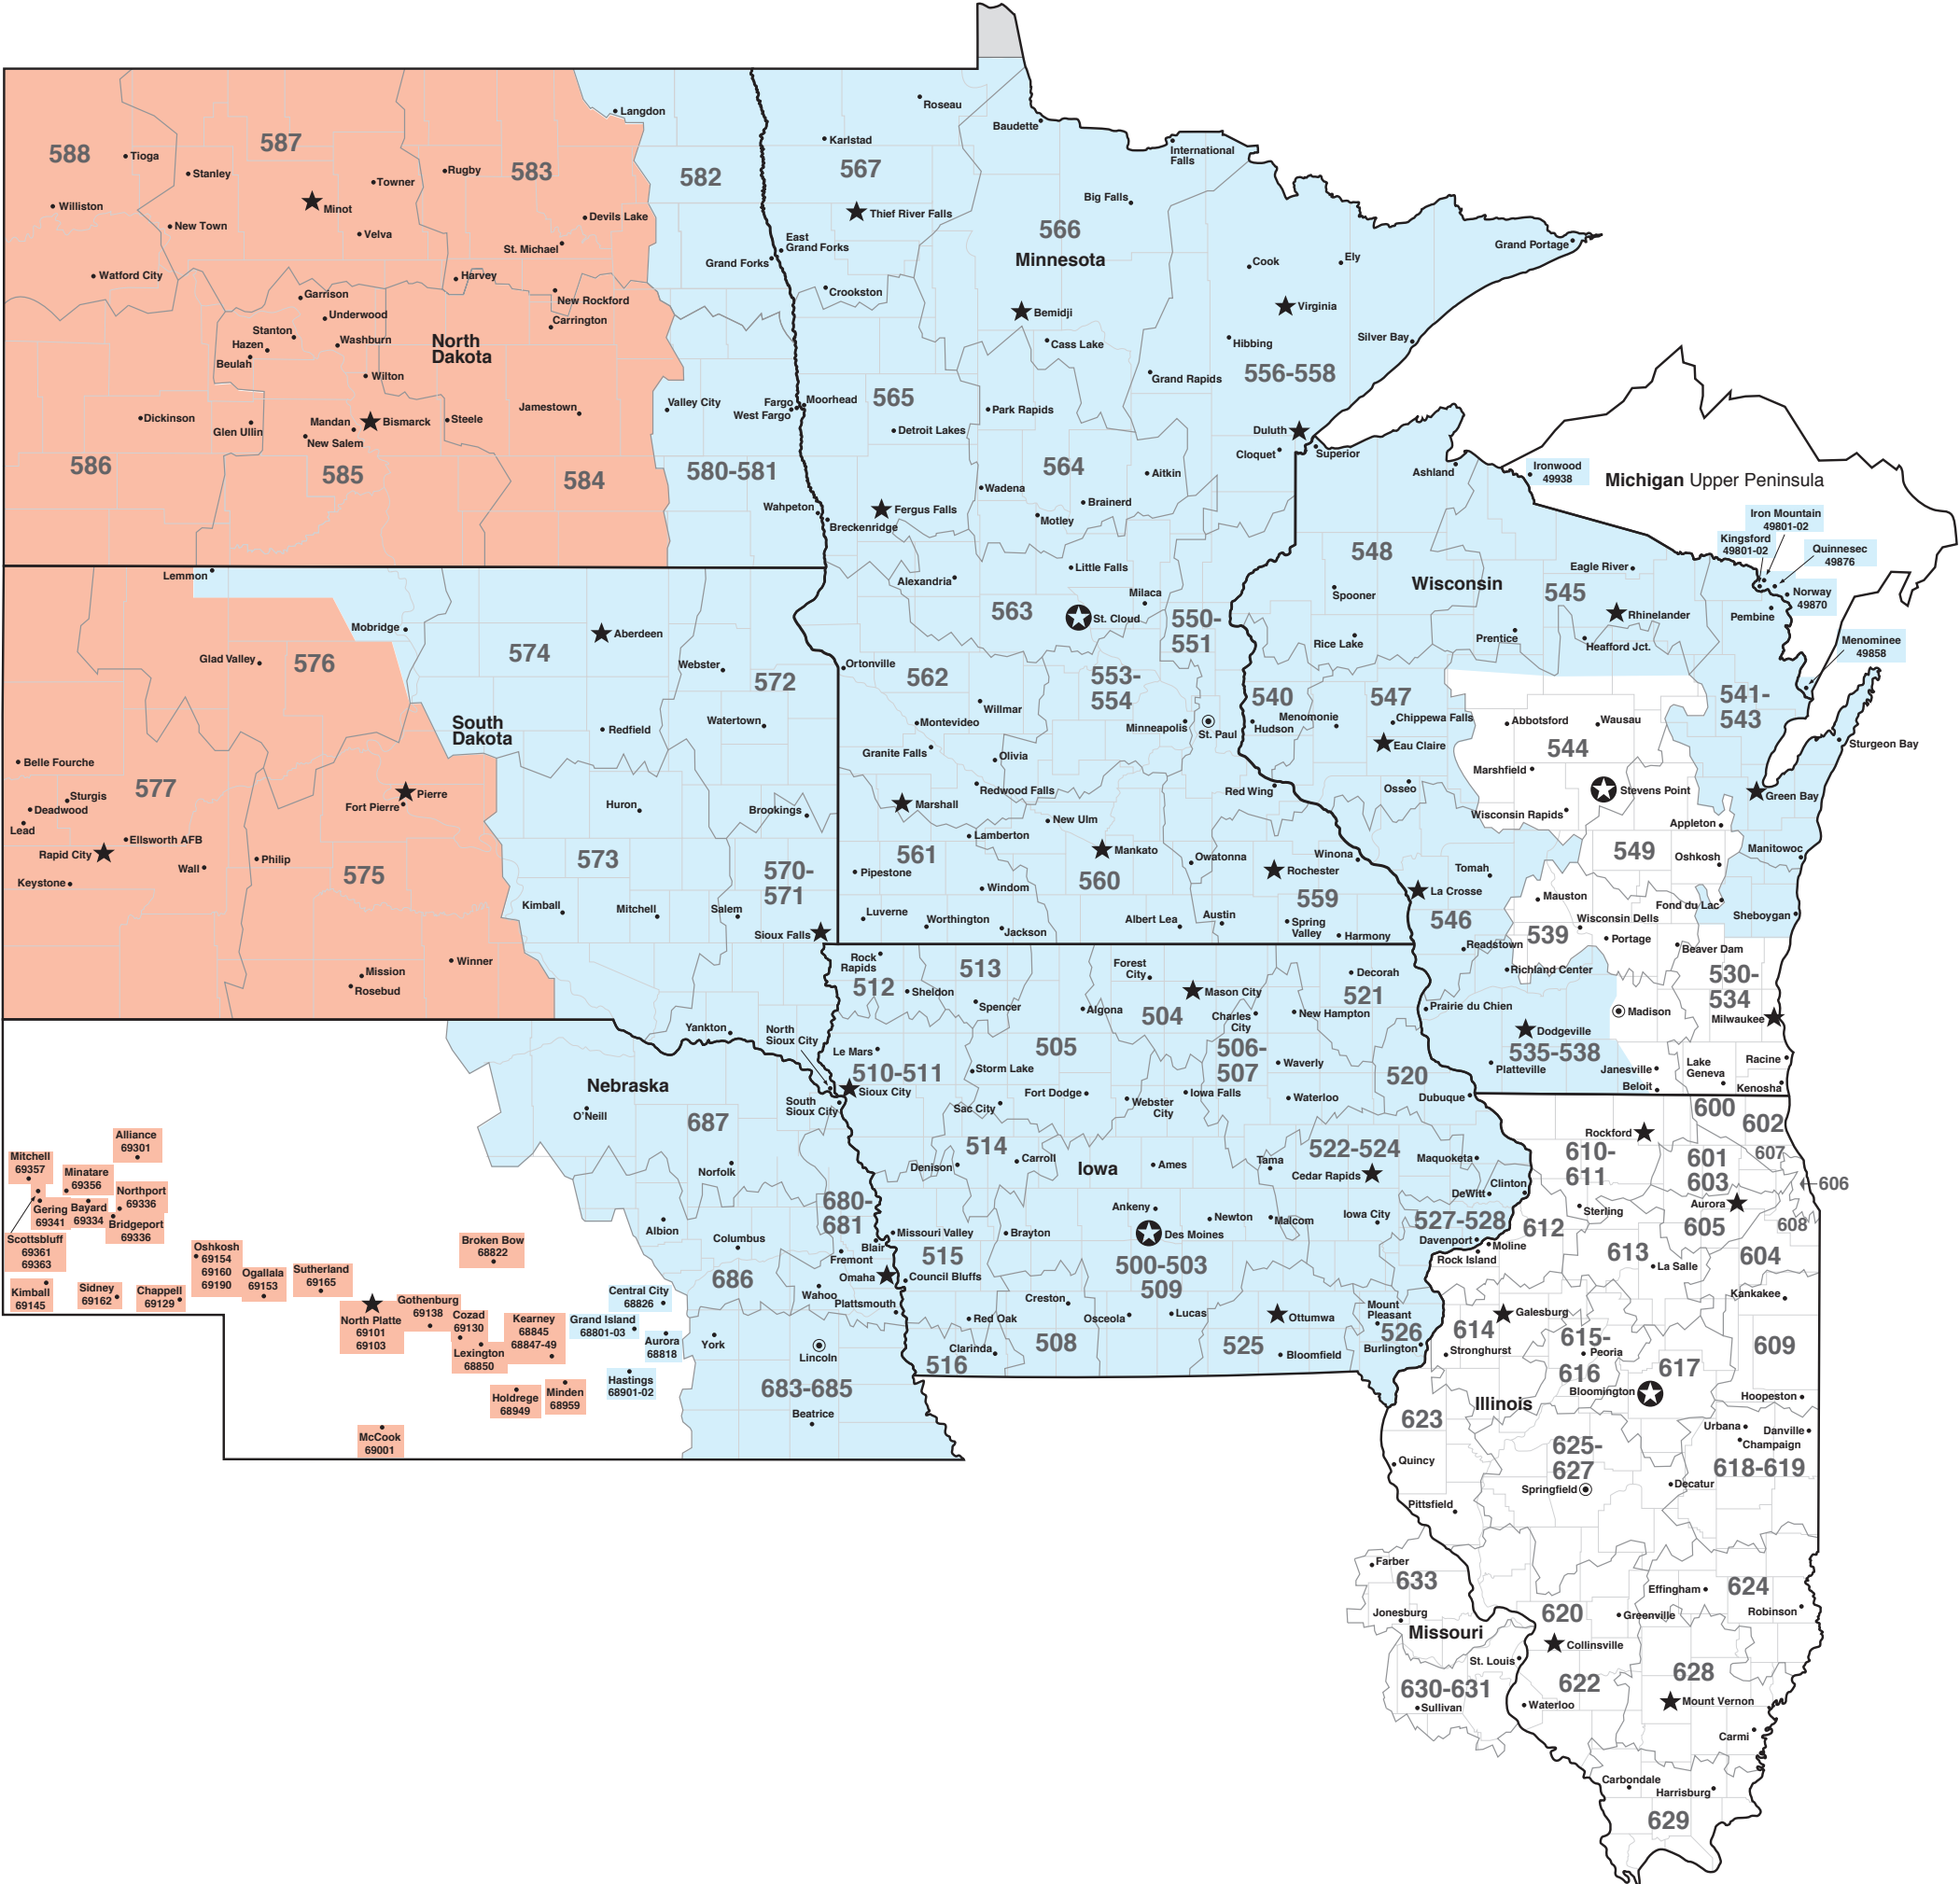 588
Tioga
Williston
Watford City
587
Stanley
New Town
Minot
Towner
Velva
583
Rugby
Devils Lake
St. Michael
Harvey
New Rockford
Carrington
Garrison
Underwood
Stanton
Hazen
Beulah
Washburn
Wilton
North
Dakota
Dickinson
Glen Ullin
Mandan
Bismarck
New Salem
Steele
Jamestown
586
585
584
Langdon
582
Grand Forks
Valley City
Fargo
West Fargo
580-581
Wahpeton
Roseau
Karlstad
567
Thief River Falls
East
Grand Forks
Crookston
Baudette
International
Falls
Big Falls
566
Minnesota
Bemidji
Cass Lake
Cook
Ely
Virginia
Grand Portage
Silver Bay
Hibbing
Grand Rapids
556-558
Duluth
Cloquet
Moorhead
565
Detroit Lakes
Park Rapids
564
Wadena
Aitkin
Brainerd
Motley
Fergus Falls
Breckenridge
Alexandria
Little Falls
Milaca
563
St. Cloud
550-
551
Ortonville
562
Willmar
Montevideo
Granite Falls
Olivia
553-
554
Minneapolis
St. Paul
Redwood Falls
Red Wing
Marshall
New Ulm
Lamberton
Mankato
Owatonna
Winona
Rochester
561
Pipestone
Windom
560
559
Luverne
Worthington
Jackson
Albert Lea
Austin
Spring
Valley
Harmony
Superior
Ashland
Ironwood
49938
Michigan Upper Peninsula
Iron Mountain
49801-02
Kingsford
49801-02
Quinnesec
49876
Norway
49870
Pembine
Menominee
49858
548
Wisconsin
Spooner
Rice Lake
Eagle River
545
Rhinelander
Prentice
Heafford Jct.
540
Hudson
547
Menomonie
Chippewa Falls
Eau Claire
Osseo
541-
543
Abbotsford
Wausau
544
Marshfield
Stevens Point
Wisconsin Rapids
Sturgeon Bay
Green Bay
Appleton
549
Oshkosh
Manitowoc
Tomah
La Crosse
Mauston
Fond du Lac
Sheboygan
546
Wisconsin Dells
539
Portage
Beaver Dam
Readstown
Richland Center
530-
534
Prairie du Chien
Madison
Milwaukee
Dodgeville
535-538
Platteville
Janesville
Beloit
Lake
Geneva
Racine
Kenosha
Lemmon
Mobridge
Glad Valley
576
574
Aberdeen
Webster
572
South
Dakota
Redfield
Watertown
Belle Fourche
577
Sturgis
Deadwood
Lead
Ellsworth AFB
Rapid City
Wall
Keystone
Philip
Fort Pierre
Pierre
575
Huron
Brookings
573
570-
571
Kimball
Mitchell
Salem
Sioux Falls
Winner
Mission
Rosebud
Yankton
North
Sioux City
Rock
Rapids
512
Sheldon
513
Spencer
Algona
Forest
City
Mason City
504
Charles
City
Decorah
521
New Hampton
Le Mars
510-511
Sioux City
505
Storm Lake
506-
507
Waverly
520
Dubuque
Fort Dodge
Webster
City
Iowa Falls
Waterloo
Sac City
514
Denison
Carroll
Iowa
Ames
Tama
522-524
Cedar Rapids
Maquoketa
DeWitt
Clinton
Ankeny
Newton
Malcom
Iowa City
527-528
Davenport
Missouri Valley
515
Brayton
Des Moines
500-503
509
Council Bluffs
Creston
Osceola
Lucas
Ottumwa
Mount
Pleasant
526
Burlington
Red Oak
Clarinda
516
508
525
Bloomfield
Nebraska
O'Neill
687
South
Sioux City
Norfolk
680-
681
Albion
Columbus
Blair
Fremont
Omaha
686
Wahoo
Plattsmouth
York
Lincoln
683-685
Beatrice
Alliance
69301
Mitchell
69357
Minatare
69356
Northport
69336
Gering
69341
Bayard
69334
Bridgeport
69336
Scottsbluff
69361
69363
Kimball
69145
Sidney
69162
Chappell
69129
Oshkosh
69154
69160
69190
Ogallala
69153
Sutherland
69165
Broken Bow
68822
North Platte
69101
69103
Gothenburg
69138
Cozad
69130
Lexington
68850
Kearney
68845
68847-49
Holdrege
68949
Minden
68959
McCook
69001
Central City
68826
Grand Island
68801-03
Aurora
68818
Hastings
68901-02
600
602
Rockford
610-
611
601
603
607
606
Aurora
605
608
Sterling
612
Moline
Rock Island
613
La Salle
604
Kankakee
Galesburg
614
Stronghurst
615-
Peoria
616
617
Bloomington
609
Hoopeston
Illinois
623
Urbana
Danville
Champaign
625-
627
618-619
Quincy
Springfield
Decatur
Pittsfield
Farber
633
Jonesburg
Missouri
St. Louis
630-631
Sullivan
Effingham
624
Robinson
620
Greenville
Collinsville
622
Waterloo
628
Mount Vernon
Carmi
Carbondale
Harrisburg
629